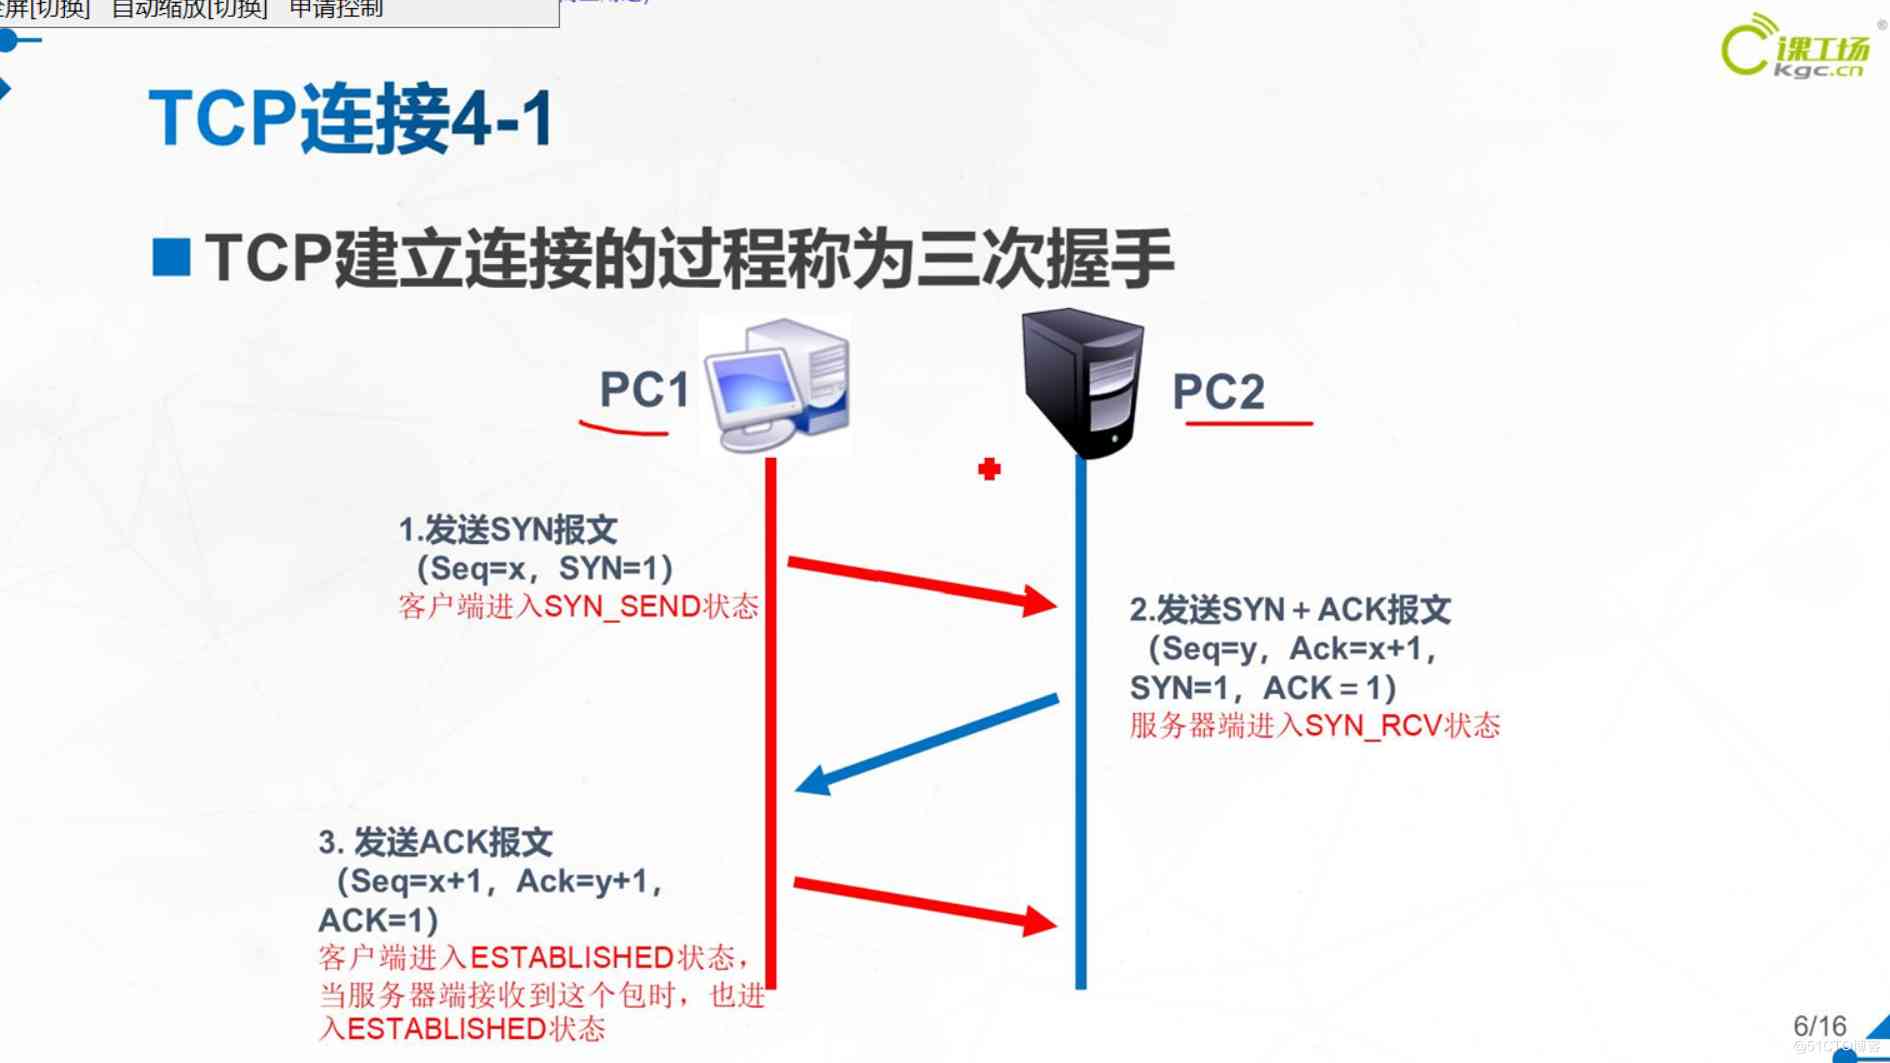 全屏[切换] 自动缩放[切换] 申请控制
课工场
®
kgc.cn
TCP连接4-1
TCP建立连接的过程称为三次握手
PC1
PC2
1.发送SYN报文
（Seq=x，SYN=1）
客户端进入SYN_SEND状态
2.发送SYN＋ACK报文
（Seq=y，Ack=x+1，
SYN=1，ACK＝1）
服务器端进入SYN_RCV状态
3. 发送ACK报文
（Seq=x+1，Ack=y+1，
ACK=1）
客户端进入ESTABLISHED状态，
当服务器端接收到这个包时，也进
入ESTABLISHED状态
6/16
@51CTO博客